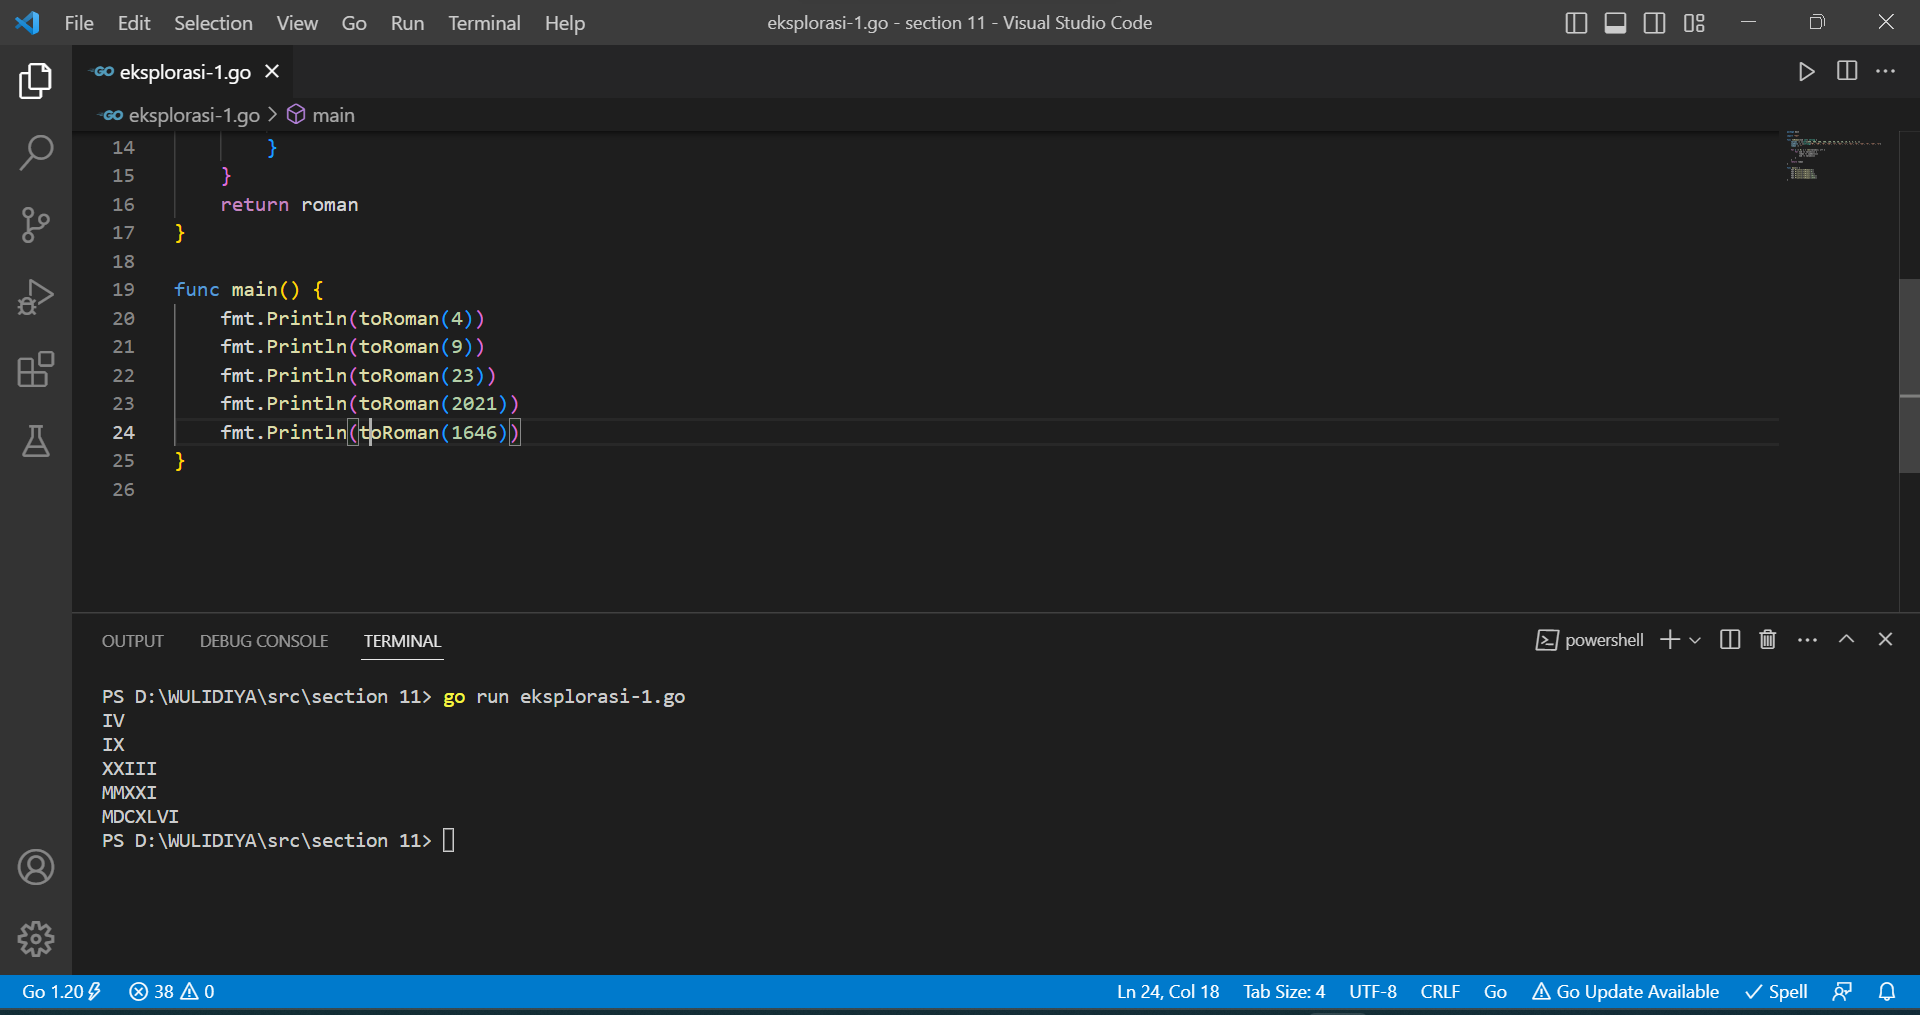 File Edit Selection View Go Run Terminal Help
eksplorasi-1.go - section 11 - Visual Studio Code
GO eksplorasi-1.go
GO eksplorasi-1.go > main
14 }
15 }
16 return roman
17 }
18
19 func main() {
20 fmt.Println(toRoman(4))
21 fmt.Println(toRoman(9))
22 fmt.Println(toRoman(23))
23 fmt.Println(toRoman(2021))
24 fmt.Println(toRoman(1646))
25 }
26
OUTPUT DEBUG CONSOLE TERMINAL
powershell
PS D:\WULIDIYA\src\section 11> go run eksplorasi-1.go
IV
IX
XXIII
MMXXI
MDCXLVI
PS D:\WULIDIYA\src\section 11>
Go 1.20 38 0 Ln 24, Col 18 Tab Size: 4 UTF-8 CRLF Go Go Update Available Spell